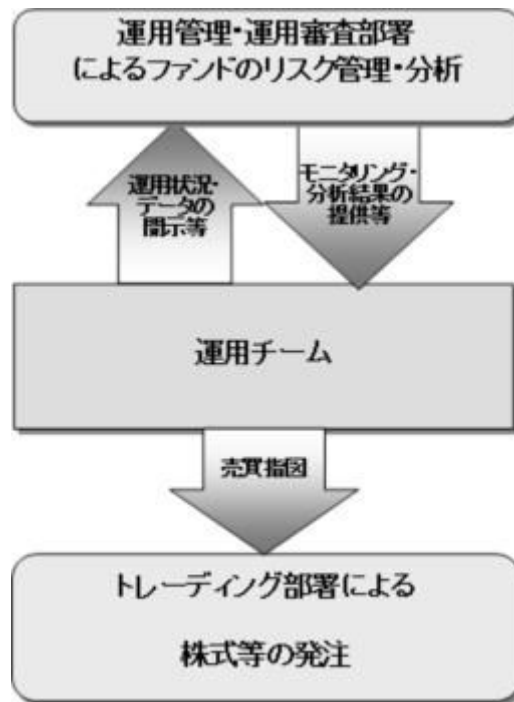 運用管理・運用審査部署
によるファンドのリスク管理・分析
運用状況・
データの
開示等
モニタリング・
分析結果の
提供等
運用チーム
売買指図
トレーディング部署による
株式等の発注